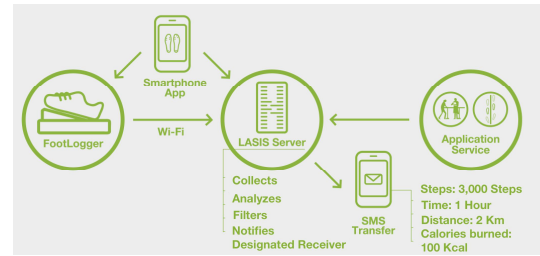 Smartphone
App
FootLogger
Wi-Fi
LASIS Server
Application
Service
Collects
Analyzes
Filters
Notifies
Designated Receiver
SMS
Transfer
Steps: 3,000 Steps
Time: 1 Hour
Distance: 2 Km
Calories burned:
100 Kcal